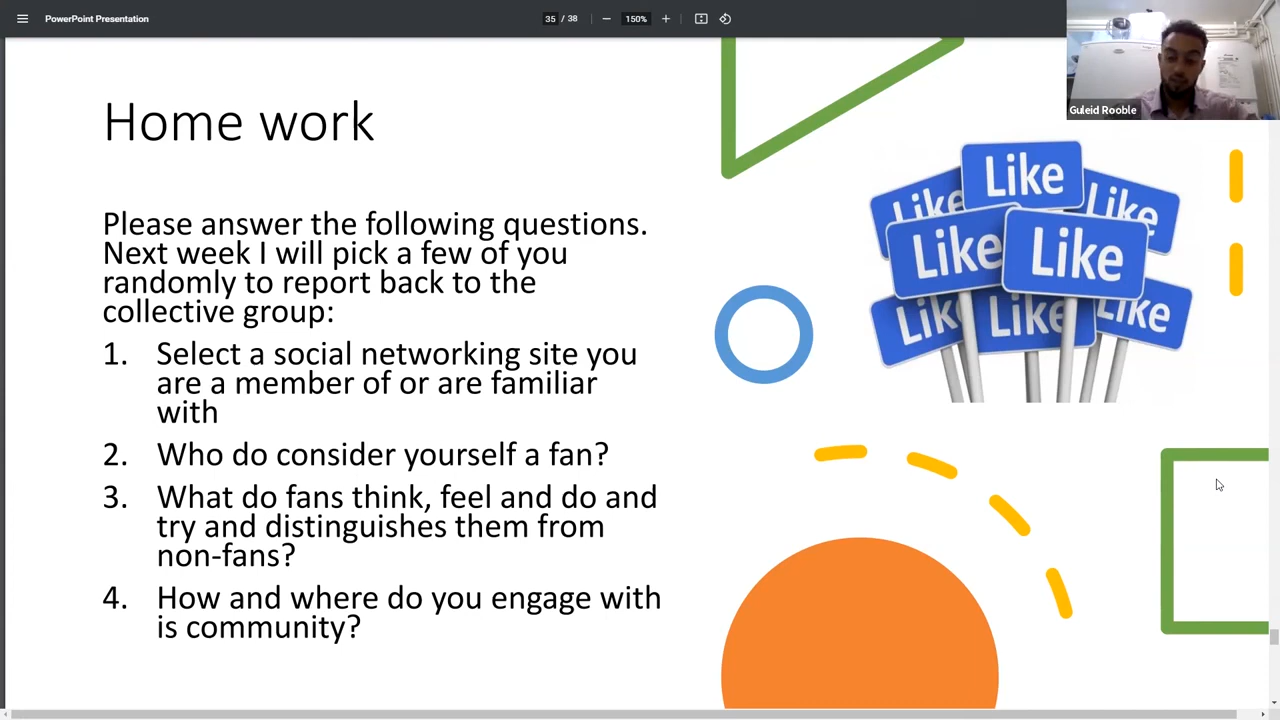 PowerPoint Presentation
35 / 38
150%
Guleid Rooble
Home work
Like
Like
Like
Like
Like
Like
Like
Like
Please answer the following questions.
Next week I will pick a few of you
randomly to report back to the
collective group:
1. Select a social networking site you
are a member of or are familiar
with
2. Who do consider yourself a fan?
3. What do fans think, feel and do and
try and distinguishes them from
non-fans?
4. How and where do you engage with
is community?